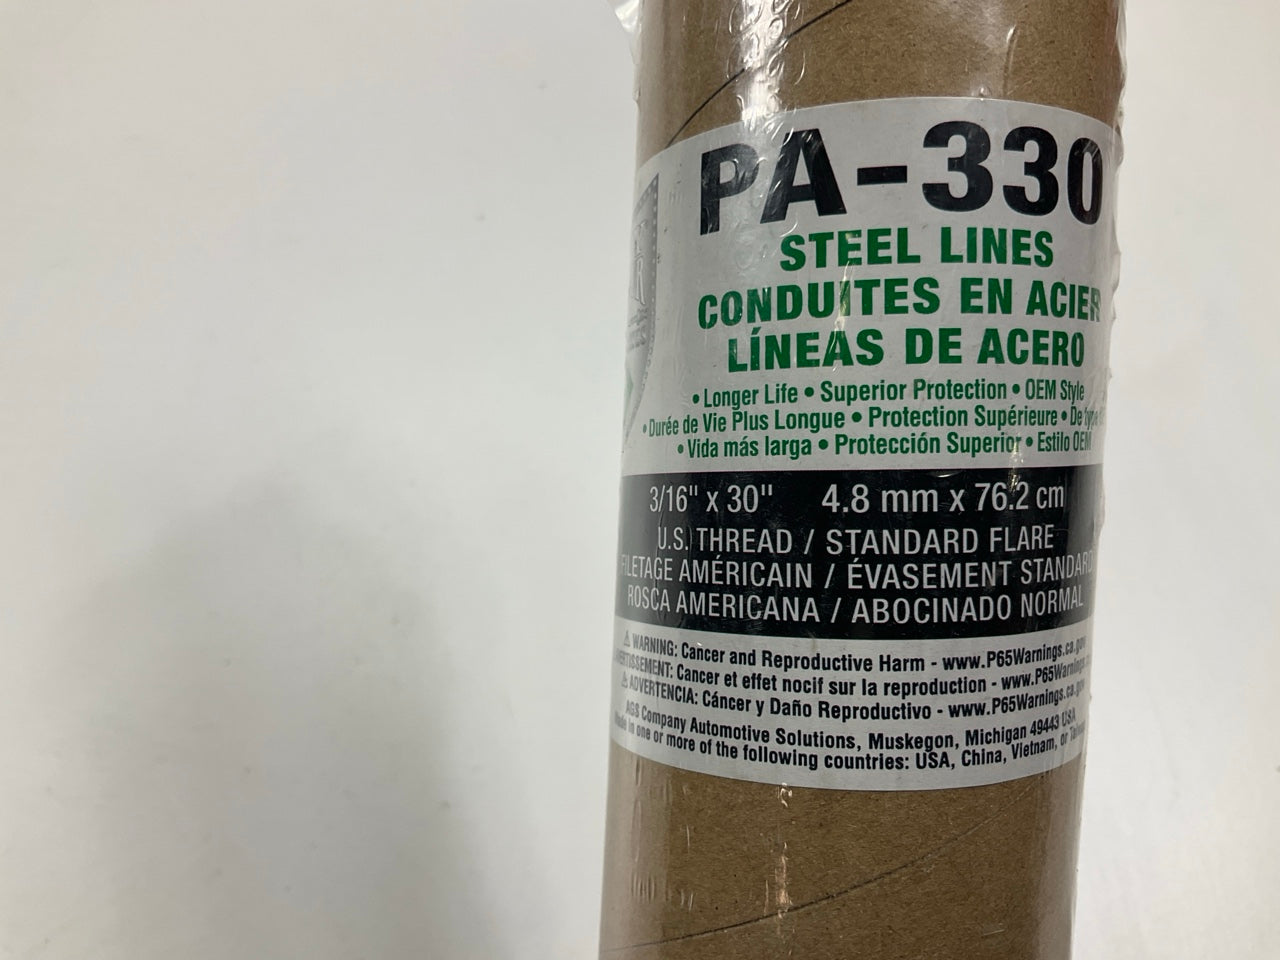 PA-330
STEEL LINES
CONDUITES EN ACIER
LÍNEAS DE ACERO
• Longer Life • Superior Protection • OEM Style
• Durée de Vie Plus Longue • Protection Supérieure • De type
• Vida más larga • Protección Superior • Estilo OEM
3/16" x 30" 4.8 mm x 76.2 cm
U.S. THREAD / STANDARD FLARE
FILETAGE AMÉRICAIN / ÉVASEMENT STANDARD
ROSCA AMERICANA / ABOCINADO NORMAL
⚠ WARNING: Cancer and Reproductive Harm - www.P65Warnings.ca.gov
AVERTISSEMENT: Cancer et effet nocif sur la reproduction - www.P65Warnings
⚠ ADVERTENCIA: Cáncer y Daño Reproductivo - www.P65Warnings.ca.gov
AGS Company Automotive Solutions, Muskegon, Michigan 49443 USA
Made in one or more of the following countries: USA, China, Vietnam, or